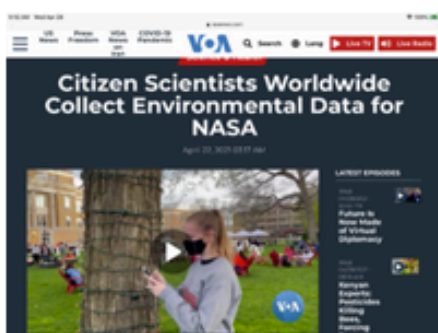 US News
Press Freedom
VOA News on Iran
COVID-19 Pandemic
VOA
Search
Lang
Live TV
Live Radio
Citizen Scientists Worldwide
Collect Environmental Data for
NASA
LATEST EPISODES
Future Is
Now Made
of Virtual
Diplomacy
VOA
Kenyan
Experts:
Pesticides
Killing
Bees,
Forcing